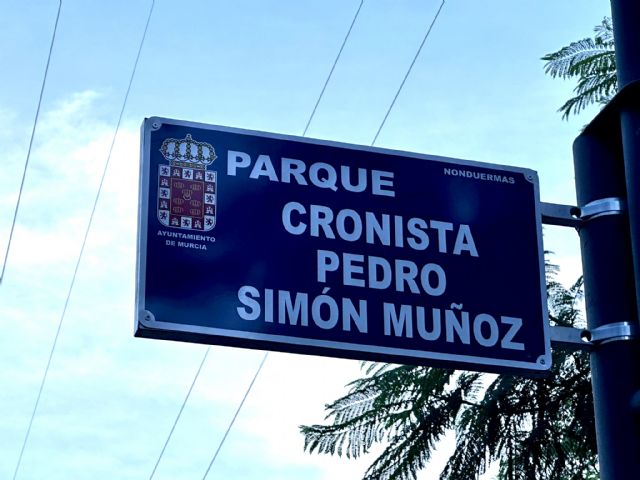 PARQUE
NONDUERMAS
CRONISTA
PEDRO
SIMÓN MUÑOZ
AYUNTAMIENTO
DE MURCIA